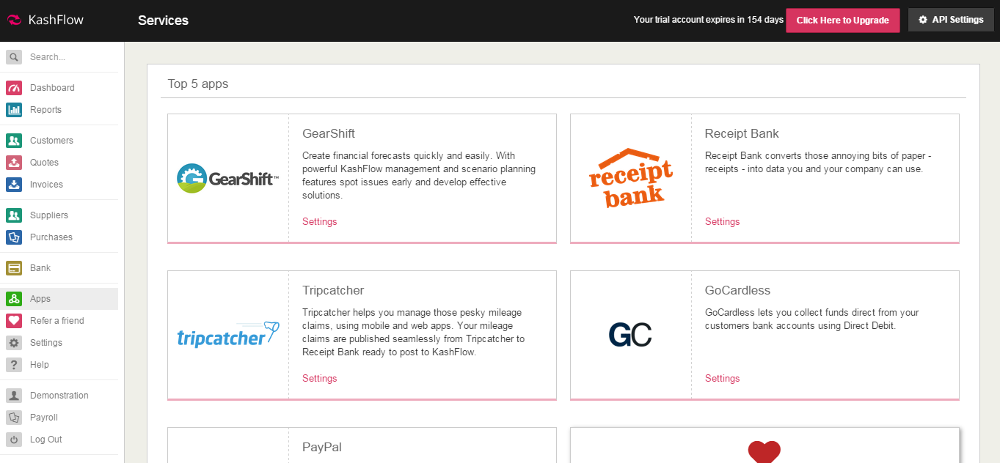 KashFlow
Services
Your trial account expires in 154 days
Click Here to Upgrade
API Settings
Search...
Dashboard
Reports
Customers
Quotes
Invoices
Suppliers
Purchases
Bank
Apps
Refer a friend
Settings
Help
Demonstration
Payroll
Log Out
Top 5 apps
GearShift™
GearShift
Create financial forecasts quickly and easily. With
powerful KashFlow management and scenario planning
features spot issues early and develop effective
solutions.
Settings
receipt
bank
Receipt Bank
Receipt Bank converts those annoying bits of paper -
receipts - into data you and your company can use.
Settings
tripcatcher
Tripcatcher
Tripcatcher helps you manage those pesky mileage
claims, using mobile and web apps. Your mileage
claims are published seamlessly from Tripcatcher to
Receipt Bank ready to post to KashFlow.
Settings
GC
GoCardless
GoCardless lets you collect funds direct from your
customers bank accounts using Direct Debit.
Settings
PayPal